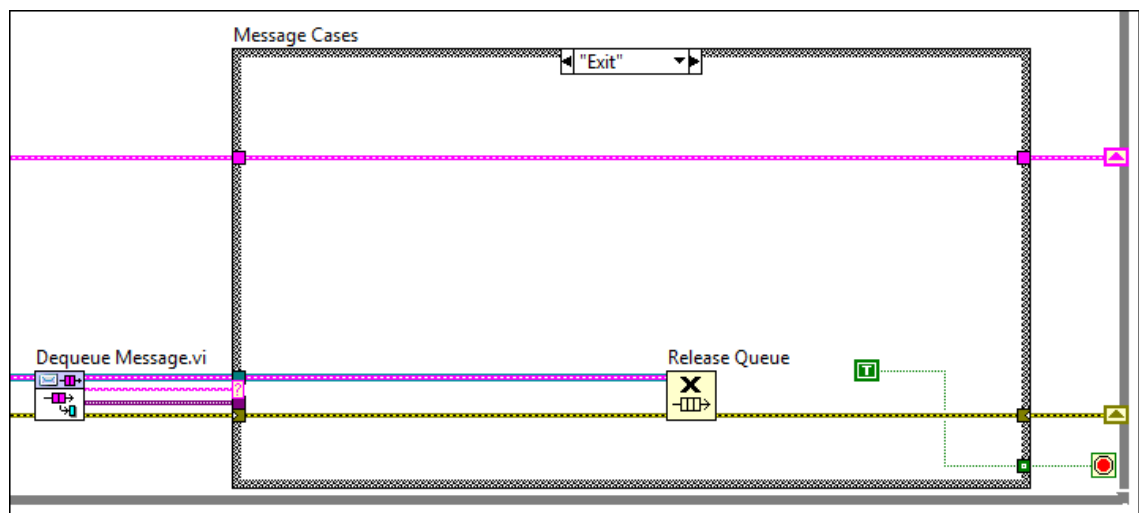 Message Cases
"Exit"
Dequeue Message.vi
Release Queue
?
X
T